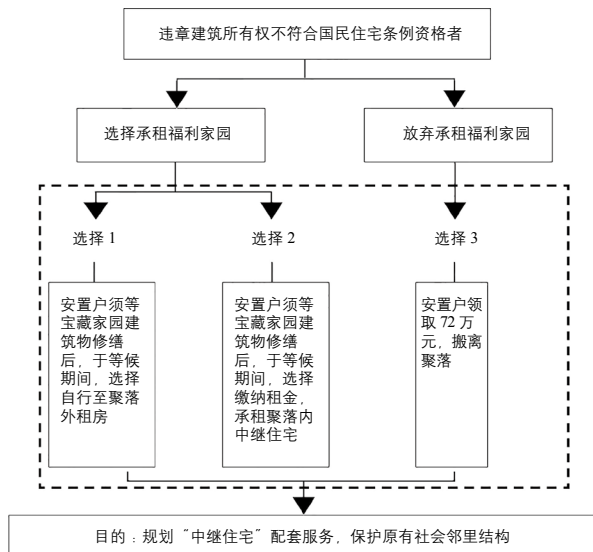 违章建筑所有权不符合国民住宅条例资格者
选择承租福利家园
放弃承租福利家园
选择 1
选择 2
选择 3
安置户须等
宝藏家园建
筑物修缮
后，于等候
期间，选择
自行至聚落
外租房
安置户须等
宝藏家园建
筑物修缮
后，于等候
期间，选择
缴纳租金，
承租聚落内
中继住宅
安置户领
取 72 万
元，搬离
聚落
目的：规划“中继住宅”配套服务，保护原有社会邻里结构